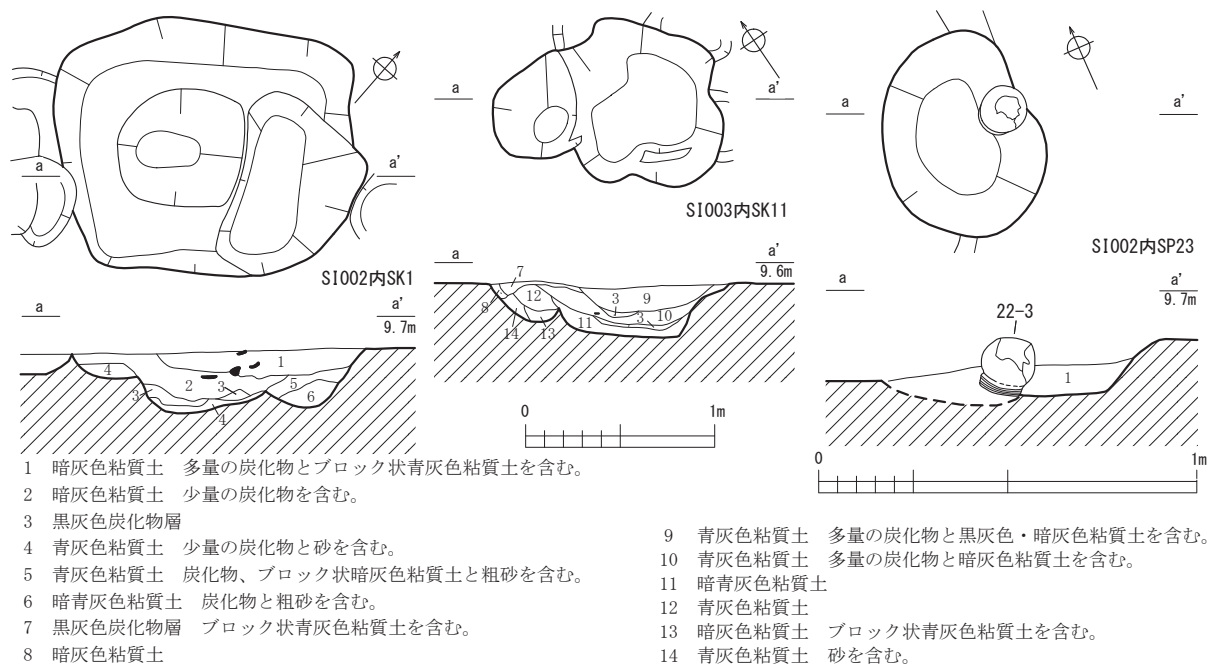 a
a'
SI002内SK1
a
a'
9.7m
1
2
3
3
4
4
5
6
a
a'
SI003内SK11
a
a'
9.6m
7
8
12
14
13
11
3
9
3
10
0
1m
a
a'
SI002内SP23
a
a'
9.7m
22-3
1
0
1m
1 暗灰色粘質土 多量の炭化物とブロック状青灰色粘質土を含む。
2 暗灰色粘質土 少量の炭化物を含む。
3 黒灰色炭化物層
4 青灰色粘質土 少量の炭化物と砂を含む。
5 青灰色粘質土 炭化物、ブロック状暗灰色粘質土と粗砂を含む。
6 暗青灰色粘質土 炭化物と粗砂を含む。
7 黒灰色炭化物層 ブロック状青灰色粘質土を含む。
8 暗灰色粘質土
9 青灰色粘質土 多量の炭化物と黒灰色・暗灰色粘質土を含む。
10 青灰色粘質土 多量の炭化物と暗灰色粘質土を含む。
11 暗青灰色粘質土
12 青灰色粘質土
13 暗灰色粘質土 ブロック状青灰色粘質土を含む。
14 青灰色粘質土 砂を含む。